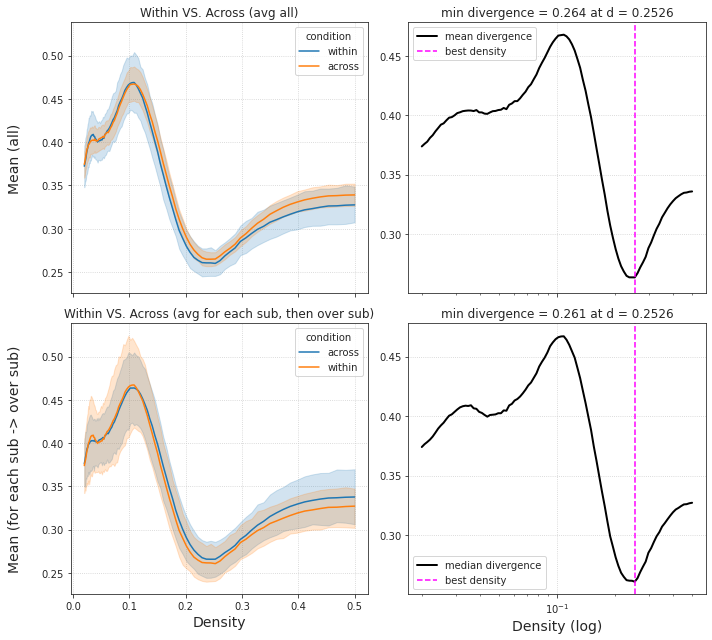 Within VS. Across (avg all)
min divergence = 0.264 at d = 0.2526
Mean (all)
0.50
0.45
0.40
0.35
0.30
0.25
condition
within
across
0.45
0.40
0.35
0.30
mean divergence
best density
Within VS. Across (avg for each sub, then over sub)
min divergence = 0.261 at d = 0.2526
Mean (for each sub -> over sub)
0.50
0.45
0.40
0.35
0.30
0.25
condition
across
within
0.0 0.1 0.2 0.3 0.4 0.5
Density
0.45
0.40
0.35
0.30
median divergence
best density
10⁻¹
Density (log)